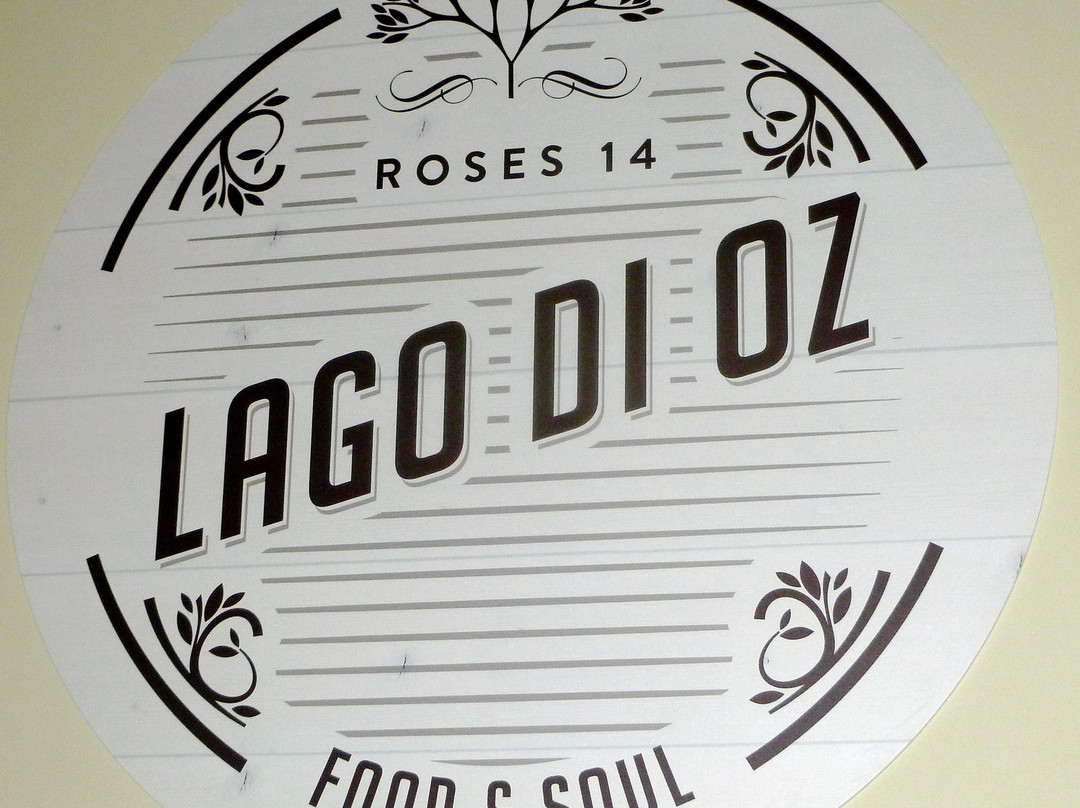 ROSES 14
LAGO DI OZ
FOOD & SOUL